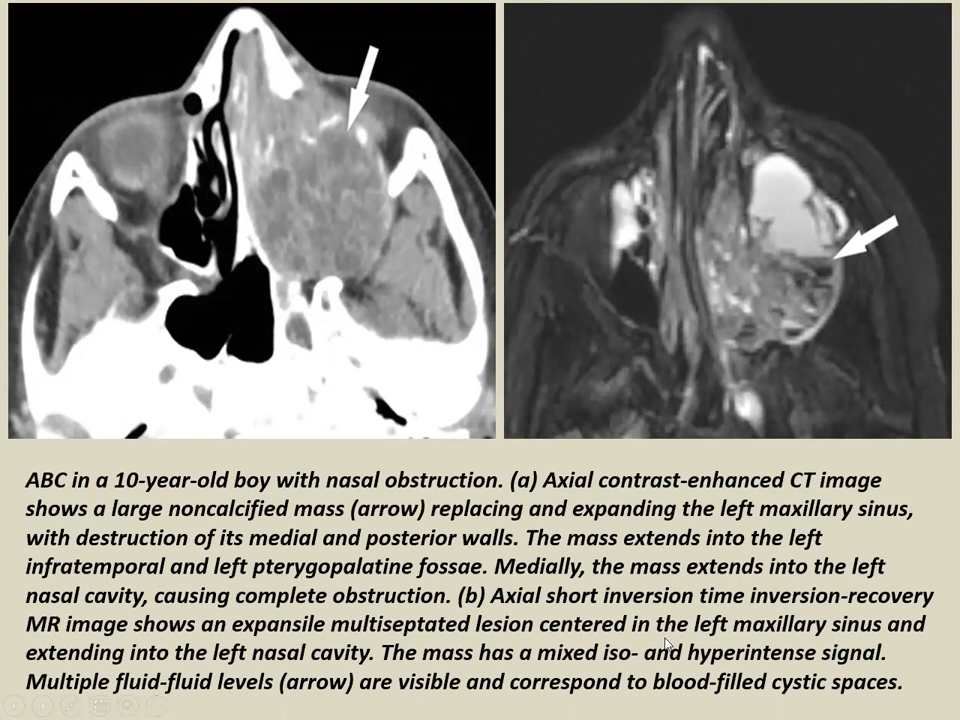 ABC in a 10-year-old boy with nasal obstruction. (a) Axial contrast-enhanced CT image
shows a large noncalcified mass (arrow) replacing and expanding the left maxillary sinus,
with destruction of its medial and posterior walls. The mass extends into the left
infratemporal and left pterygopalatine fossae. Medially, the mass extends into the left
nasal cavity, causing complete obstruction. (b) Axial short inversion time inversion-recovery
MR image shows an expansile multiseptated lesion centered in the left maxillary sinus and
extending into the left nasal cavity. The mass has a mixed iso- and hyperintense signal.
Multiple fluid-fluid levels (arrow) are visible and correspond to blood-filled cystic spaces.